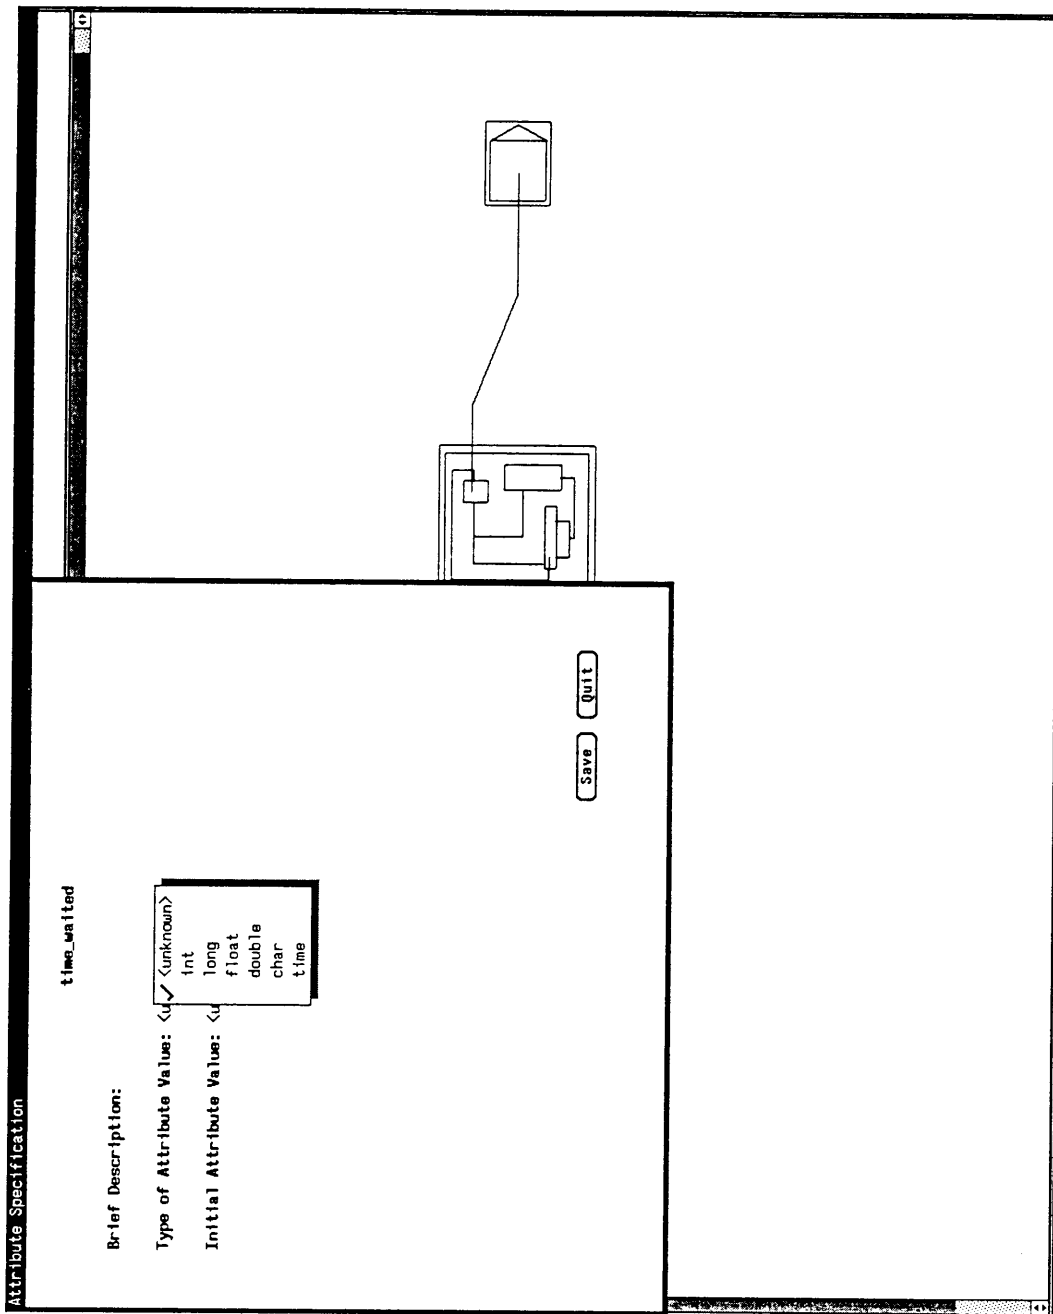 Attribute Specification
time_waited
Brief Description:
Type of Attribute Value: <u
✓ <unknown>
int
long
float
double
char
time
Initial Attribute Value: <u
Save
Quit